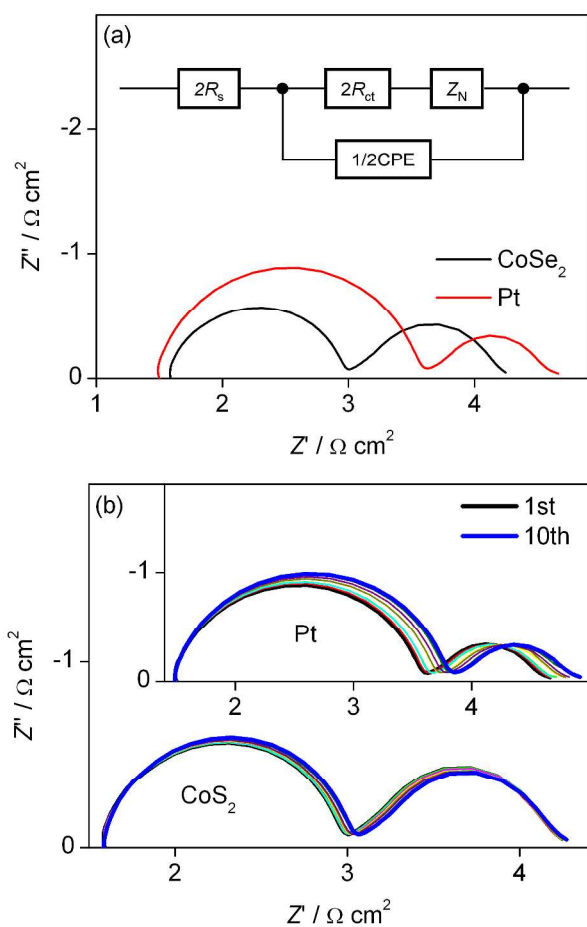 (a)
2Rs
2Rct
ZN
1/2CPE
-2
-1
0
Z'' / Ω cm²
CoSe₂
Pt
1
2
3
4
Z' / Ω cm²
(b)
1st
10th
-1
0
Pt
2
3
4
-1
0
Z'' / Ω cm²
CoS₂
2
3
4
Z' / Ω cm²